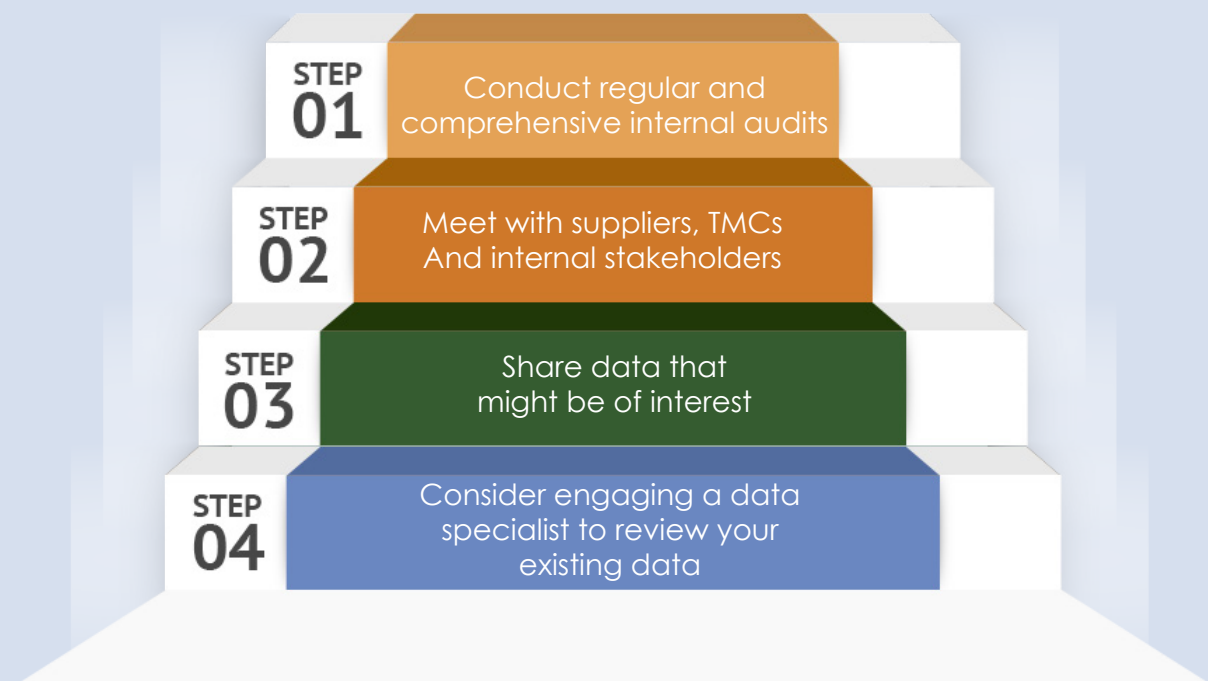 STEP
01
Conduct regular and
comprehensive internal audits
STEP
02
Meet with suppliers, TMCs
And internal stakeholders
STEP
03
Share data that
might be of interest
STEP
04
Consider engaging a data
specialist to review your
existing data